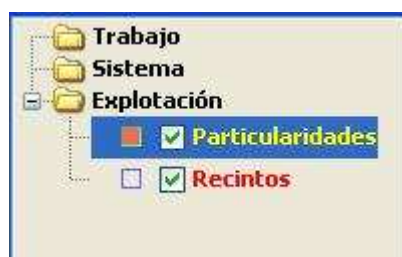 Trabajo
Sistema
Explotación
Particularidades
Recintos